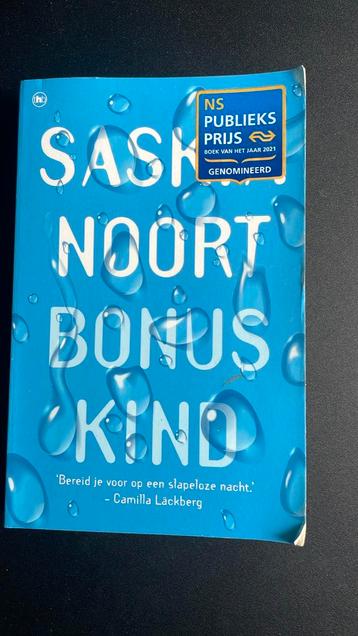 h
NS
PUBLIEKS
PRIJS
BOEK VAN HET JAAR 2021
GENOMINEERD
SASKIA
NOORT
BONUS
KIND
'Bereid je voor op een slapeloze nacht.'
- Camilla Läckberg